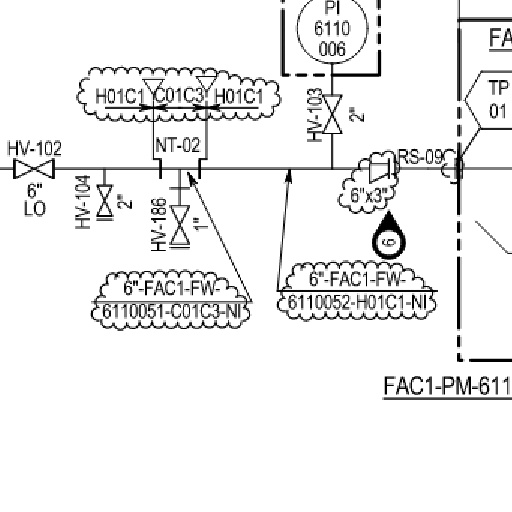 PI
6110
006
FA
H01C1 C01C3 H01C1
TP
01
HV-103
2"
NT-02
HV-102
RS-09
6"
LO
HV-104
2"
HV-186
1"
6"x3"
6
6"-FAC1-FW-
6110051-C01C3-NI
6"-FAC1-FW-
6110052-H01C1-NI
FAC1-PM-611